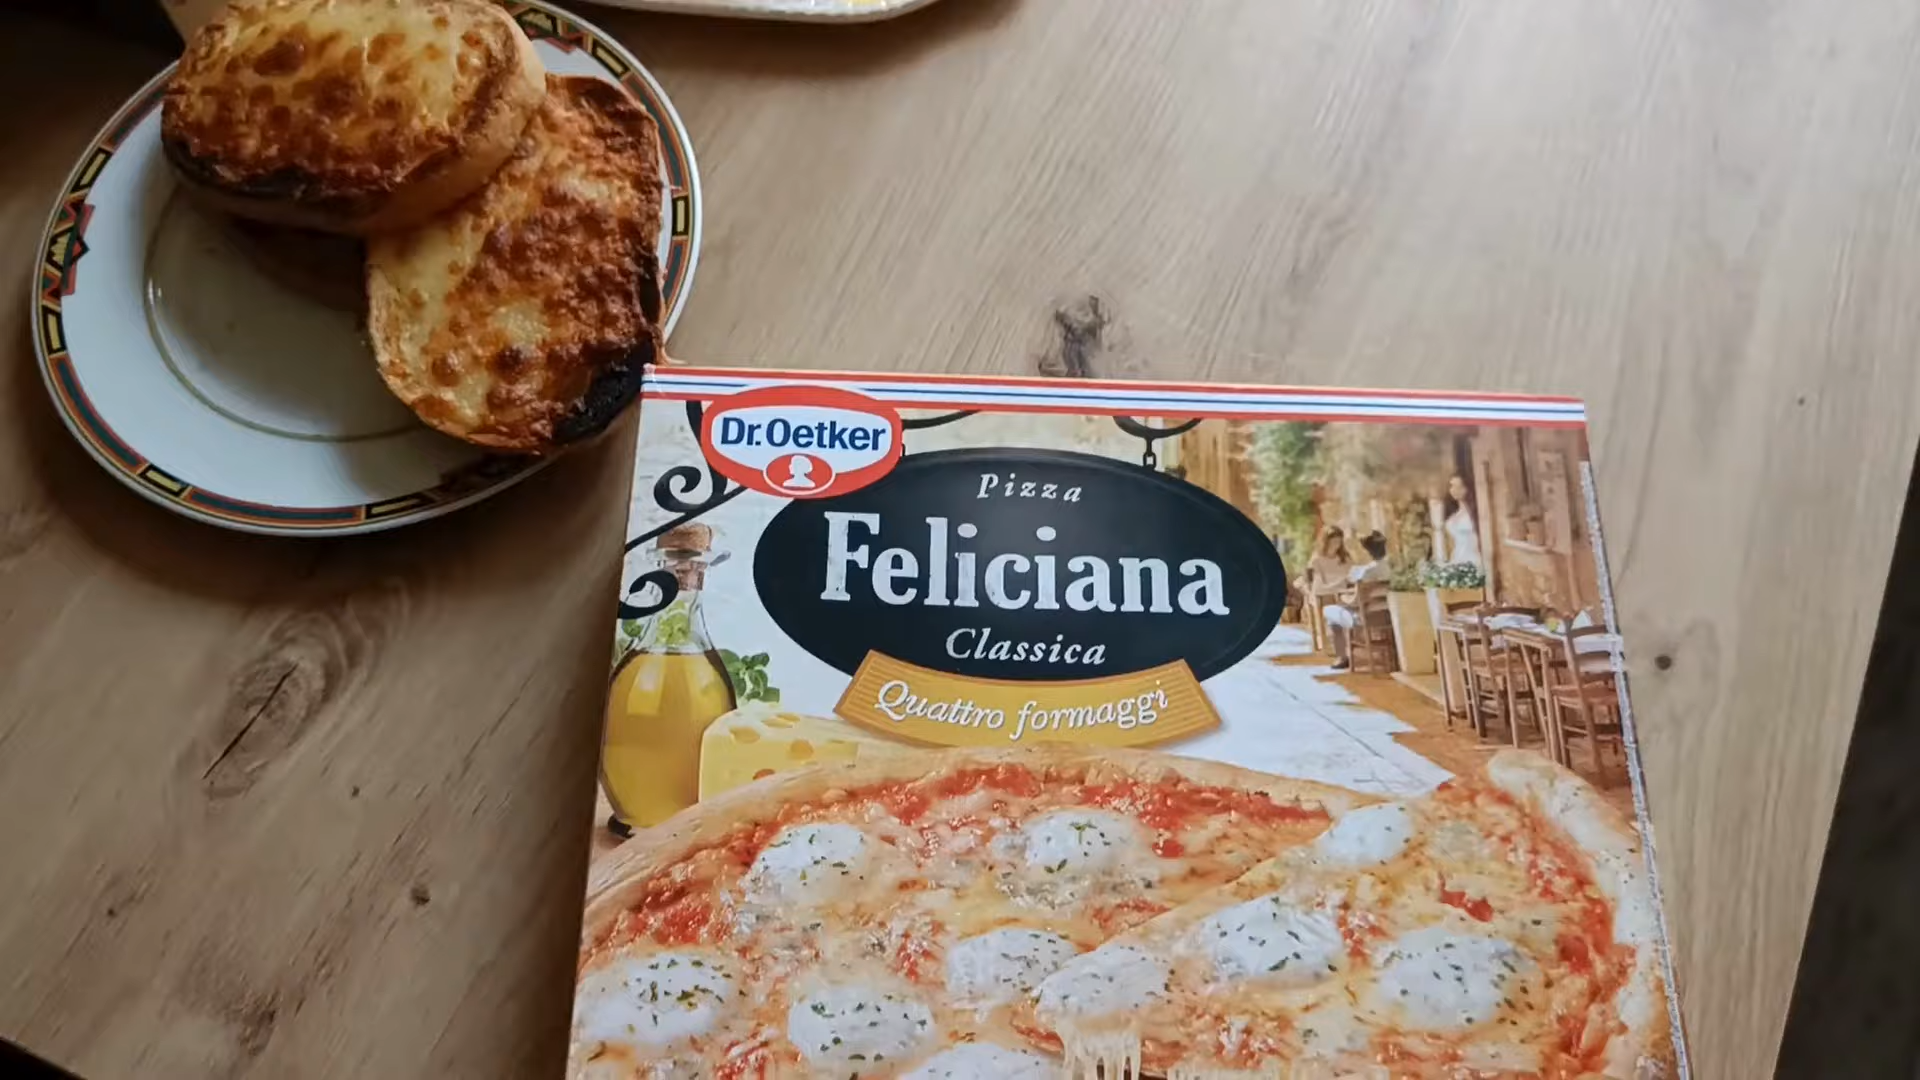 Dr. Oetker
Pizza
Feliciana
Classica
Quattro formaggi